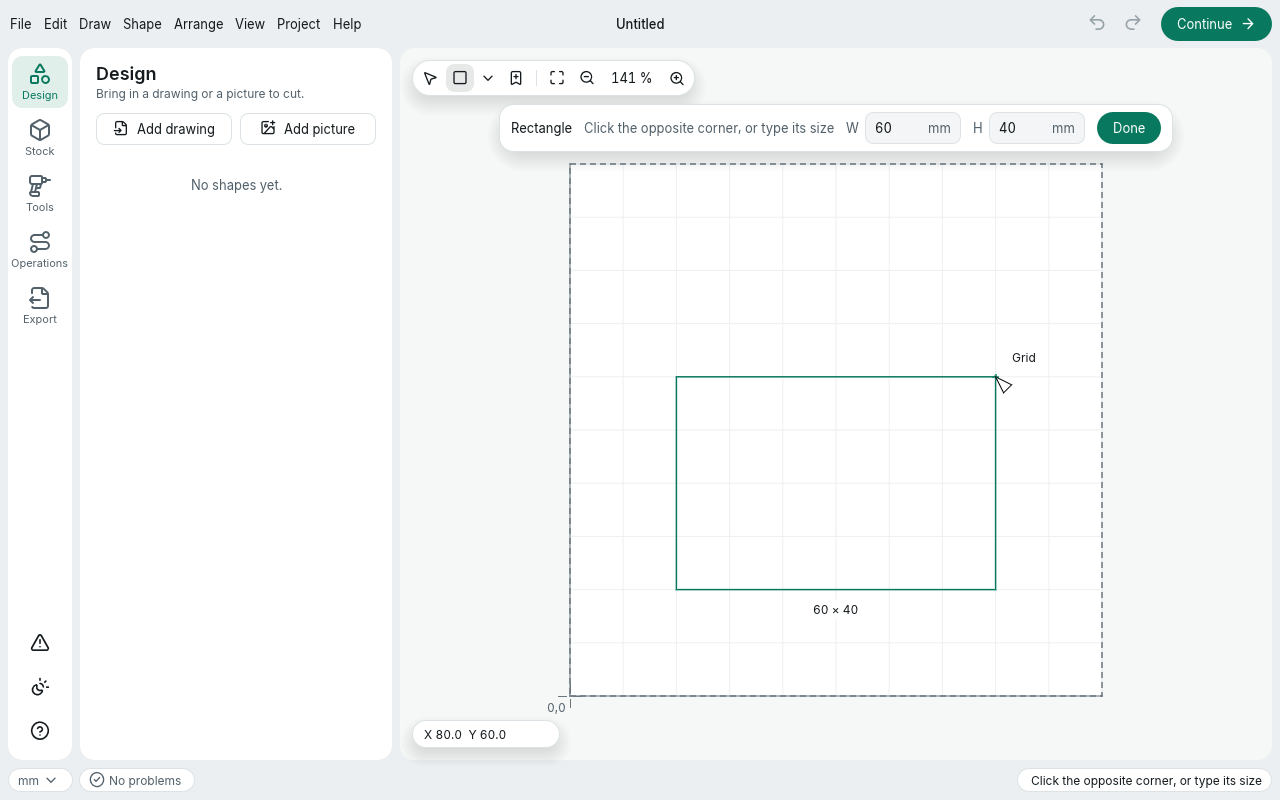 File Edit Draw Shape Arrange View Project Help
Untitled
Continue
Design
Stock
Tools
Operations
Export
Design
Bring in a drawing or a picture to cut.
Add drawing
Add picture
No shapes yet.
141 %
Rectangle Click the opposite corner, or type its size W 60 mm H 40 mm Done
Grid
60 × 40
0,0
X 80.0 Y 60.0
mm
No problems
Click the opposite corner, or type its size